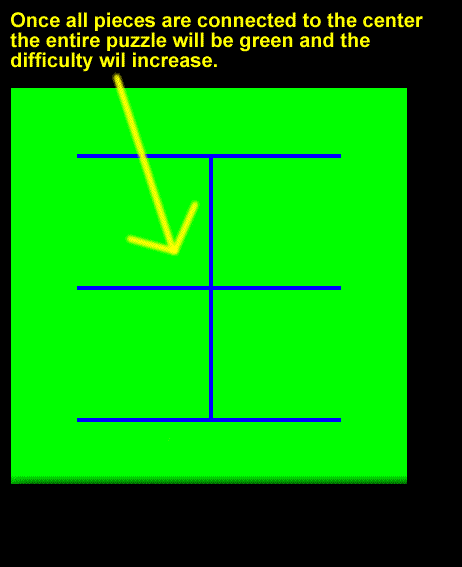 Once all pieces are connected to the center
the entire puzzle will be green and the
difficulty wil increase.